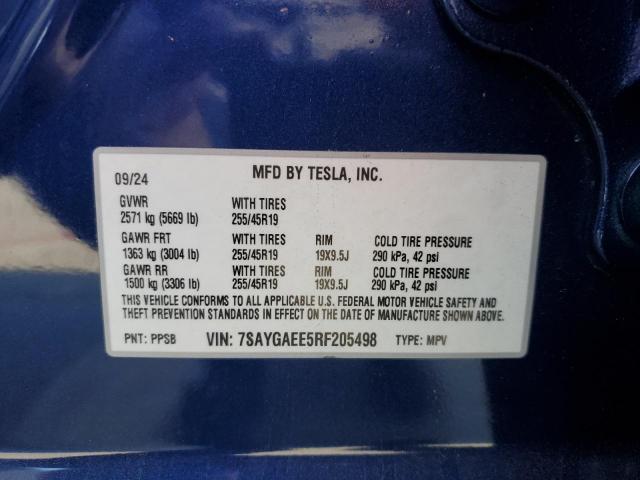 09/24 MFD BY TESLA, INC.
GVWR WITH TIRES
2571 kg (5669 lb) 255/45R19
GAWR FRT WITH TIRES RIM COLD TIRE PRESSURE
1363 kg (3004 lb) 255/45R19 19X9.5J 290 kPa, 42 psi
GAWR RR WITH TIRES RIM COLD TIRE PRESSURE
1500 kg (3306 lb) 255/45R19 19X9.5J 290 kPa, 42 psi
THIS VEHICLE CONFORMS TO ALL APPLICABLE U.S. FEDERAL MOTOR VEHICLE SAFETY AND
THEFT PREVENTION STANDARDS IN EFFECT ON THE DATE OF MANUFACTURE SHOWN ABOVE.
PNT: PPSB VIN: 7SAYGAEE5RF205498 TYPE: MPV